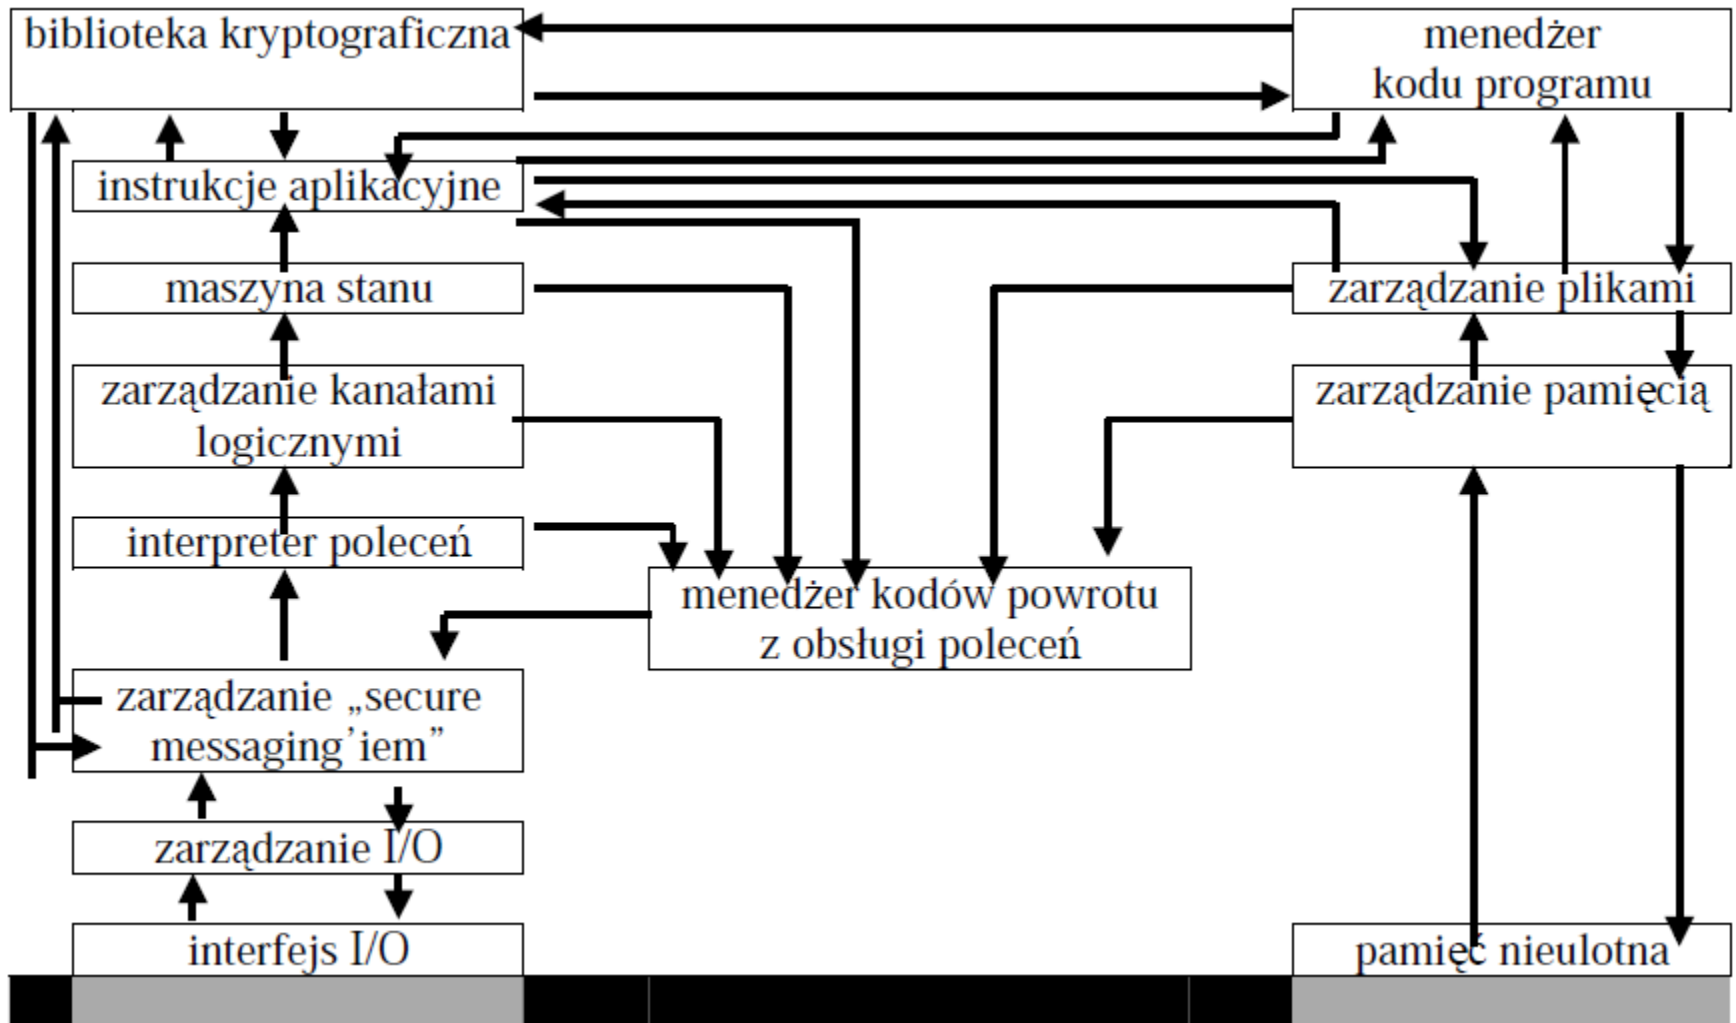 biblioteka kryptograficzna
menedżer
kodu programu
instrukcje aplikacyjne
maszyna stanu
zarządzanie plikami
zarządzanie kanałami
logicznymi
zarządzanie pamięcią
interpreter poleceń
menedżer kodów powrotu
z obsługi poleceń
zarządzanie „secure
messaging’iem”
zarządzanie I/O
interfejs I/O
pamięć nieulotna